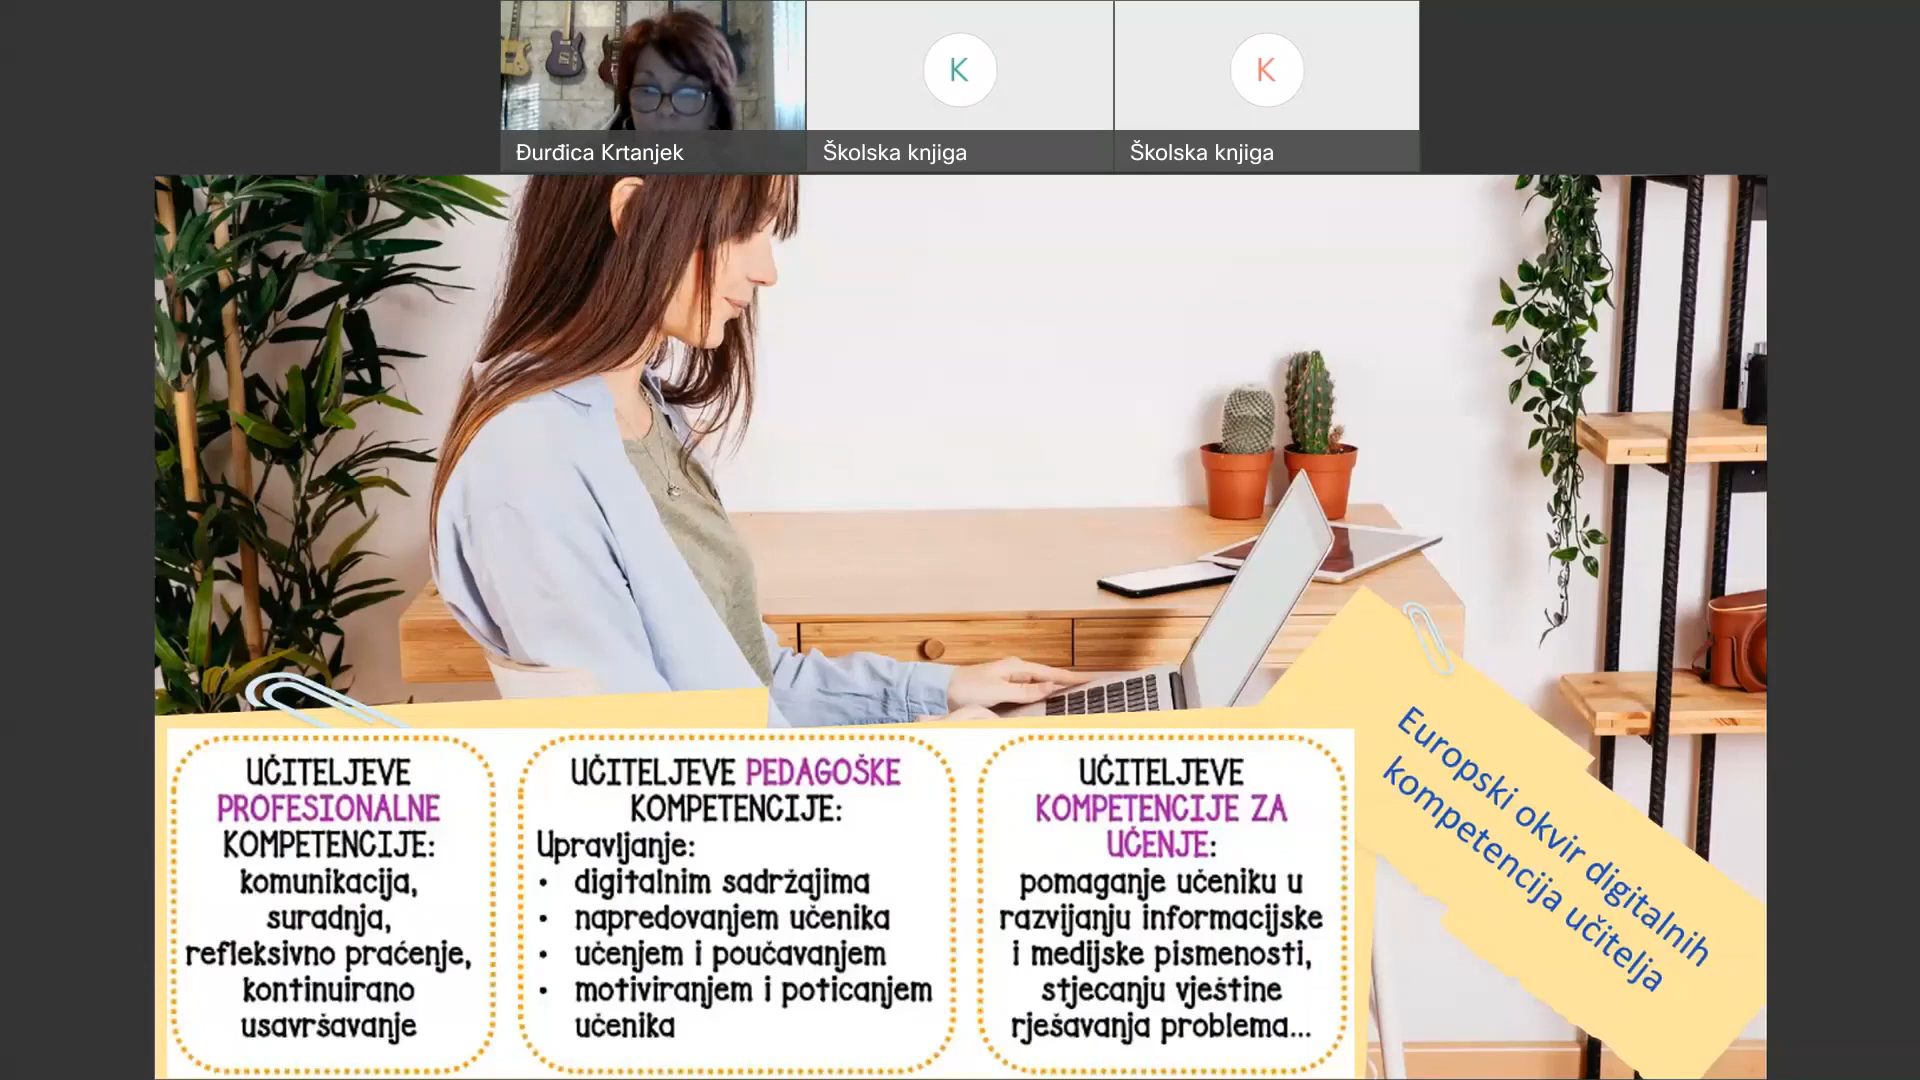 K
K
Đurđica Krtanjek
Školska knjiga
Školska knjiga
UČITELJEVE
PROFESIONALNE
KOMPETENCIJE:
komunikacija,
suradnja,
refleksivno praćenje,
kontinuirano
usavršavanje
UČITELJEVE PEDAGOŠKE
KOMPETENCIJE:
Upravljanje:
• digitalnim sadržajima
• napredovanjem učenika
• učenjem i poučavanjem
• motiviranjem i poticanjem
učenika
UČITELJEVE
KOMPETENCIJE ZA
UČENJE:
pomaganje učeniku u
razvijanju informacijske
i medijske pismenosti,
stjecanju vještine
rješavanja problema...
Europski okvir digitalnih
kompetencija učitelja